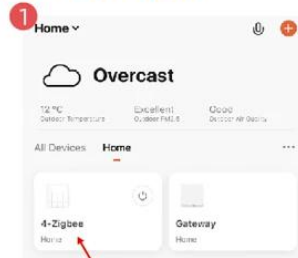 1
Home
Overcast
12 °C Excellent Good
Outdoor Temperature Outdoor PM2.5 Outdoor Air Quality
All Devices Home ...
4-Zigbee Gateway
Home Home